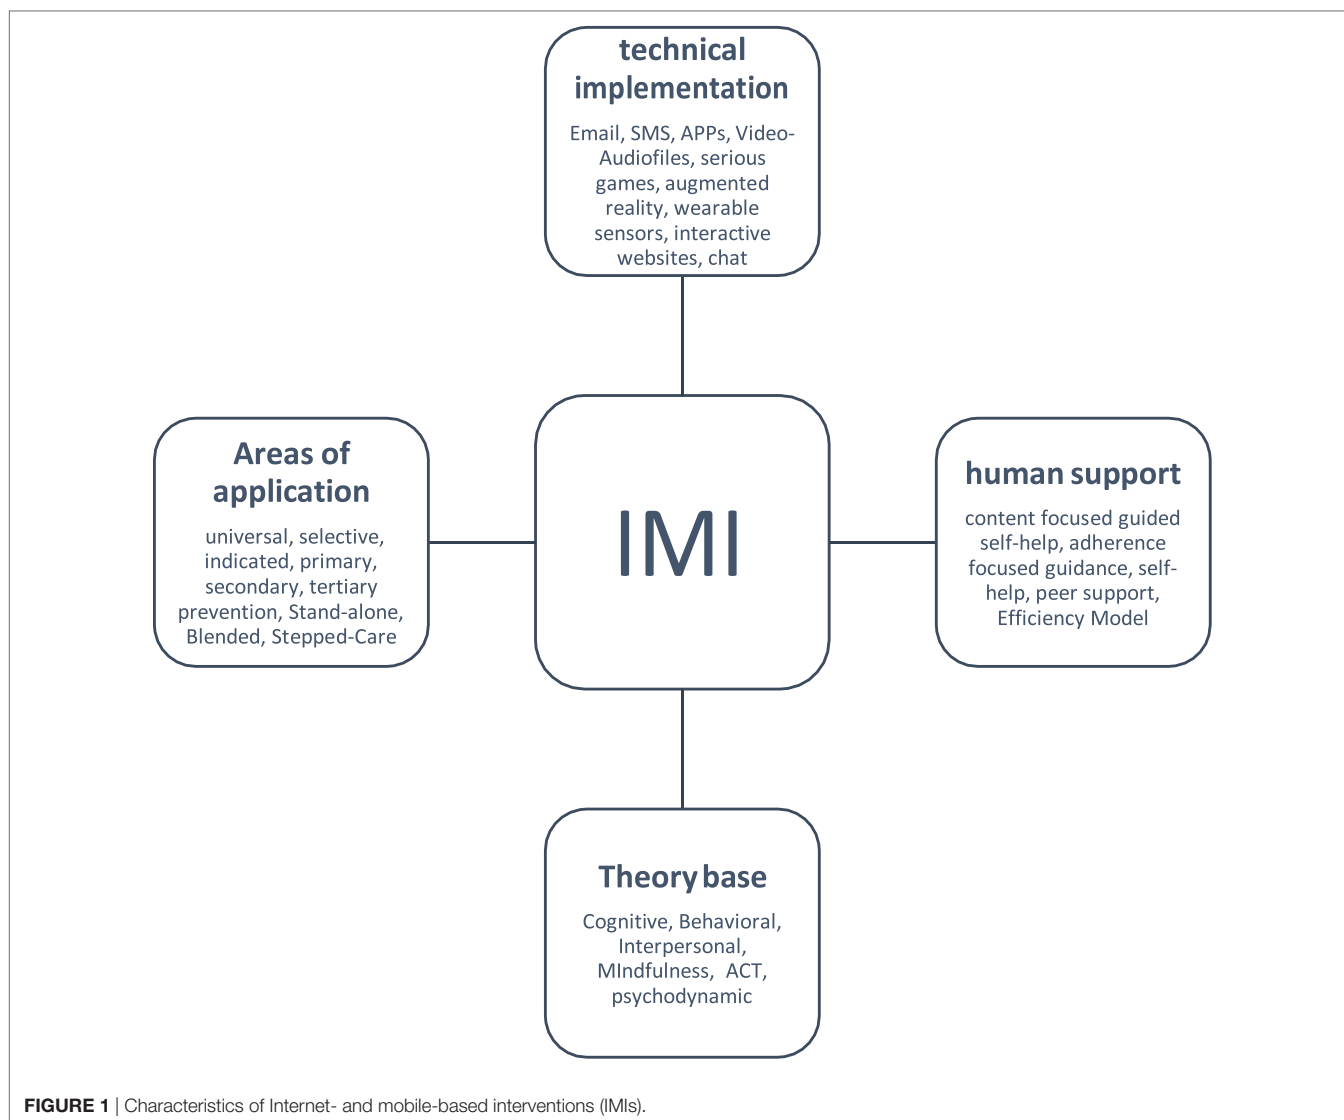 technical
implementation
Email, SMS, APPs, Video-
Audiofiles, serious
games, augmented
reality, wearable
sensors, interactive
websites, chat
Areas of
application
universal, selective,
indicated, primary,
secondary, tertiary
prevention, Stand-alone,
Blended, Stepped-Care
IMI
human support
content focused guided
self-help, adherence
focused guidance, self-
help, peer support,
Efficiency Model
Theory base
Cognitive, Behavioral,
Interpersonal,
MIndfulness, ACT,
psychodynamic
FIGURE 1 | Characteristics of Internet- and mobile-based interventions (IMIs).